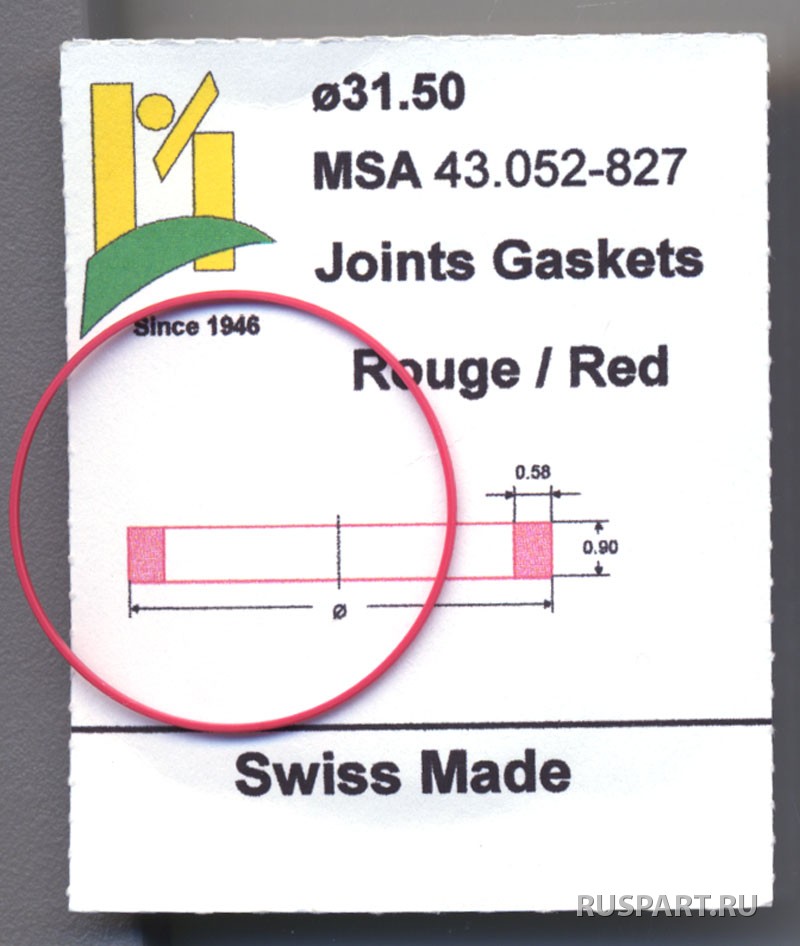 ø31.50
MSA 43.052-827
Joints Gaskets
Since 1946
Rouge / Red
0.58
0.90
ø
Swiss Made
RUSPART.RU